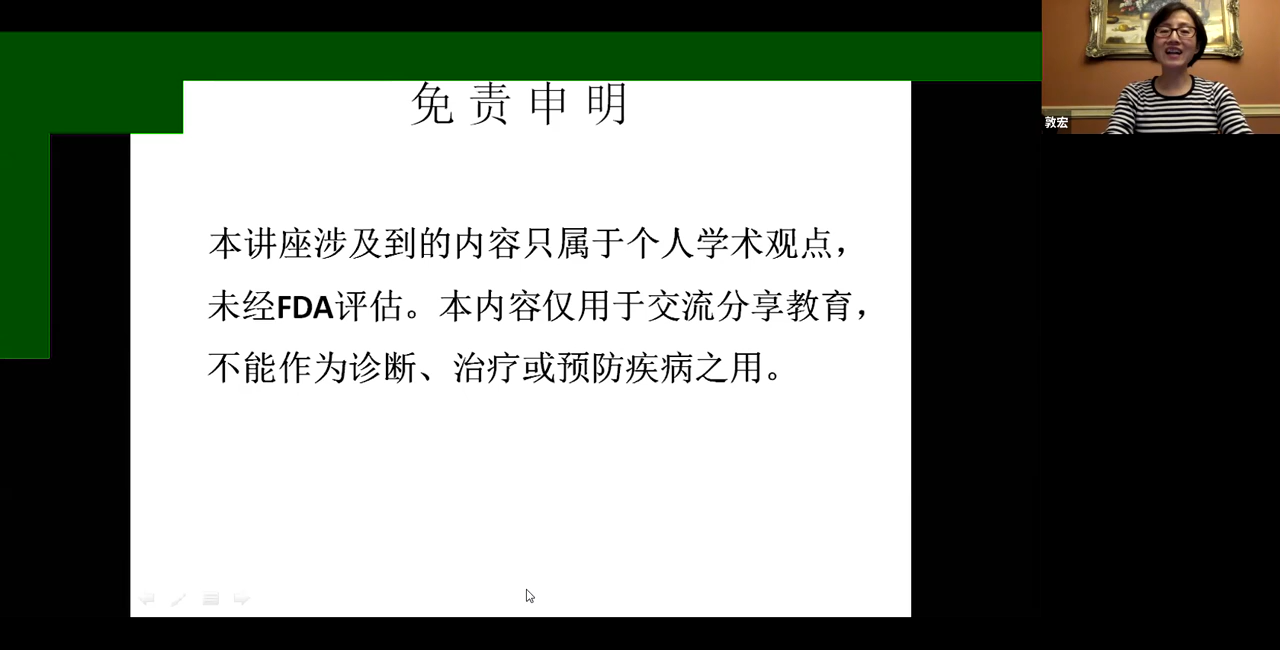 免责申明
本讲座涉及到的内容只属于个人学术观点，
未经FDA评估。本内容仅用于交流分享教育，
不能作为诊断、治疗或预防疾病之用。
敦宏